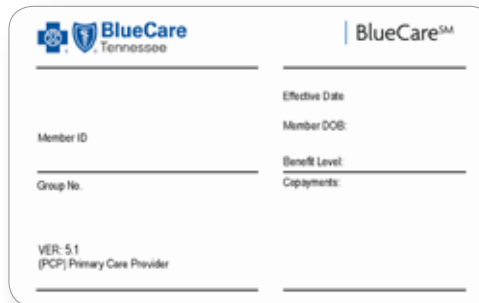 BlueCare
Tennessee
BlueCare℠
Effective Date
Member DOB:
Member ID
Benefit Level:
Group No.
Copayments:
VER: 5.1
(PCP) Primary Care Provider